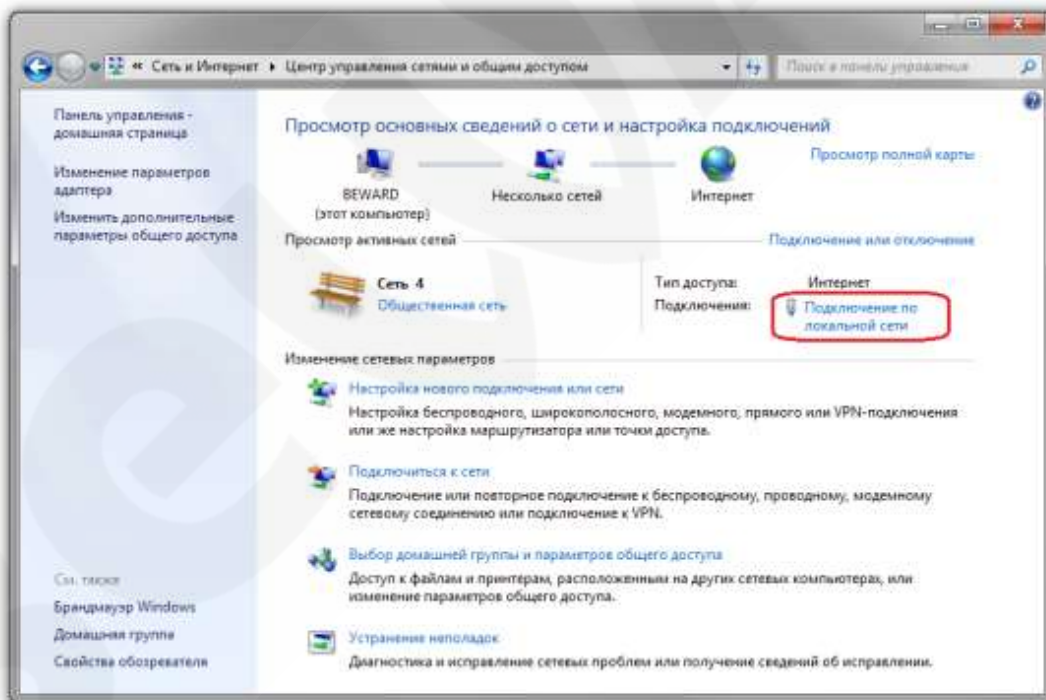 « Сеть и Интернет ▸ Центр управления сетями и общим доступом
Поиск в панели управления
Панель управления -
домашняя страница
Изменение параметров
адаптера
Изменить дополнительные
параметры общего доступа
См. также
Брандмауэр Windows
Домашняя группа
Свойства обозревателя
Просмотр основных сведений о сети и настройка подключений
Просмотр полной карты
BEWARD
(этот компьютер)
Несколько сетей
Интернет
Просмотр активных сетей
Подключение или отключение
Сеть 4
Общественная сеть
Тип доступа:
Интернет
Подключения:
Подключение по
локальной сети
Изменение сетевых параметров
Настройка нового подключения или сети
Настройка беспроводного, широкополосного, модемного, прямого или VPN-подключения
или же настройка маршрутизатора или точки доступа.
Подключиться к сети
Подключение или повторное подключение к беспроводному, проводному, модемному
сетевому соединению или подключение к VPN.
Выбор домашней группы и параметров общего доступа
Доступ к файлам и принтерам, расположенным на других сетевых компьютерах, или
изменение параметров общего доступа.
Устранение неполадок
Диагностика и исправление сетевых проблем или получение сведений об исправлении.